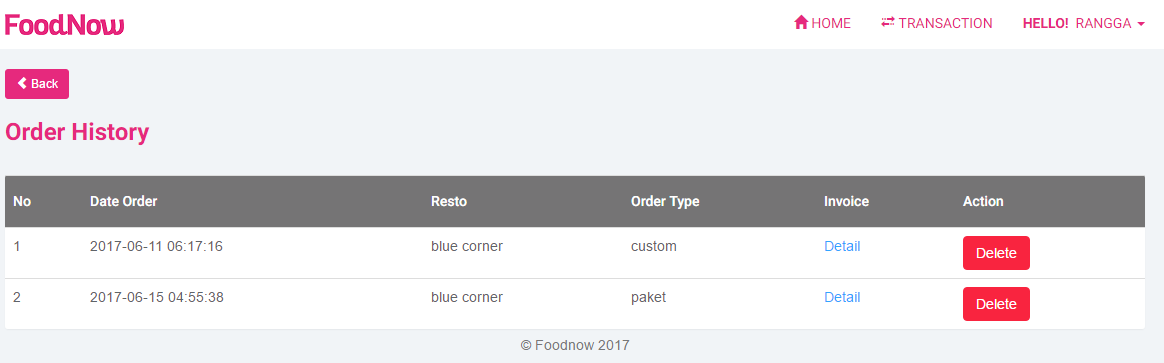 FoodNow HOME TRANSACTION HELLO! RANGGA
Back
Order History
No Date Order Resto Order Type Invoice Action
1 2017-06-11 06:17:16 blue corner custom Detail Delete
2 2017-06-15 04:55:38 blue corner paket Detail Delete
© Foodnow 2017